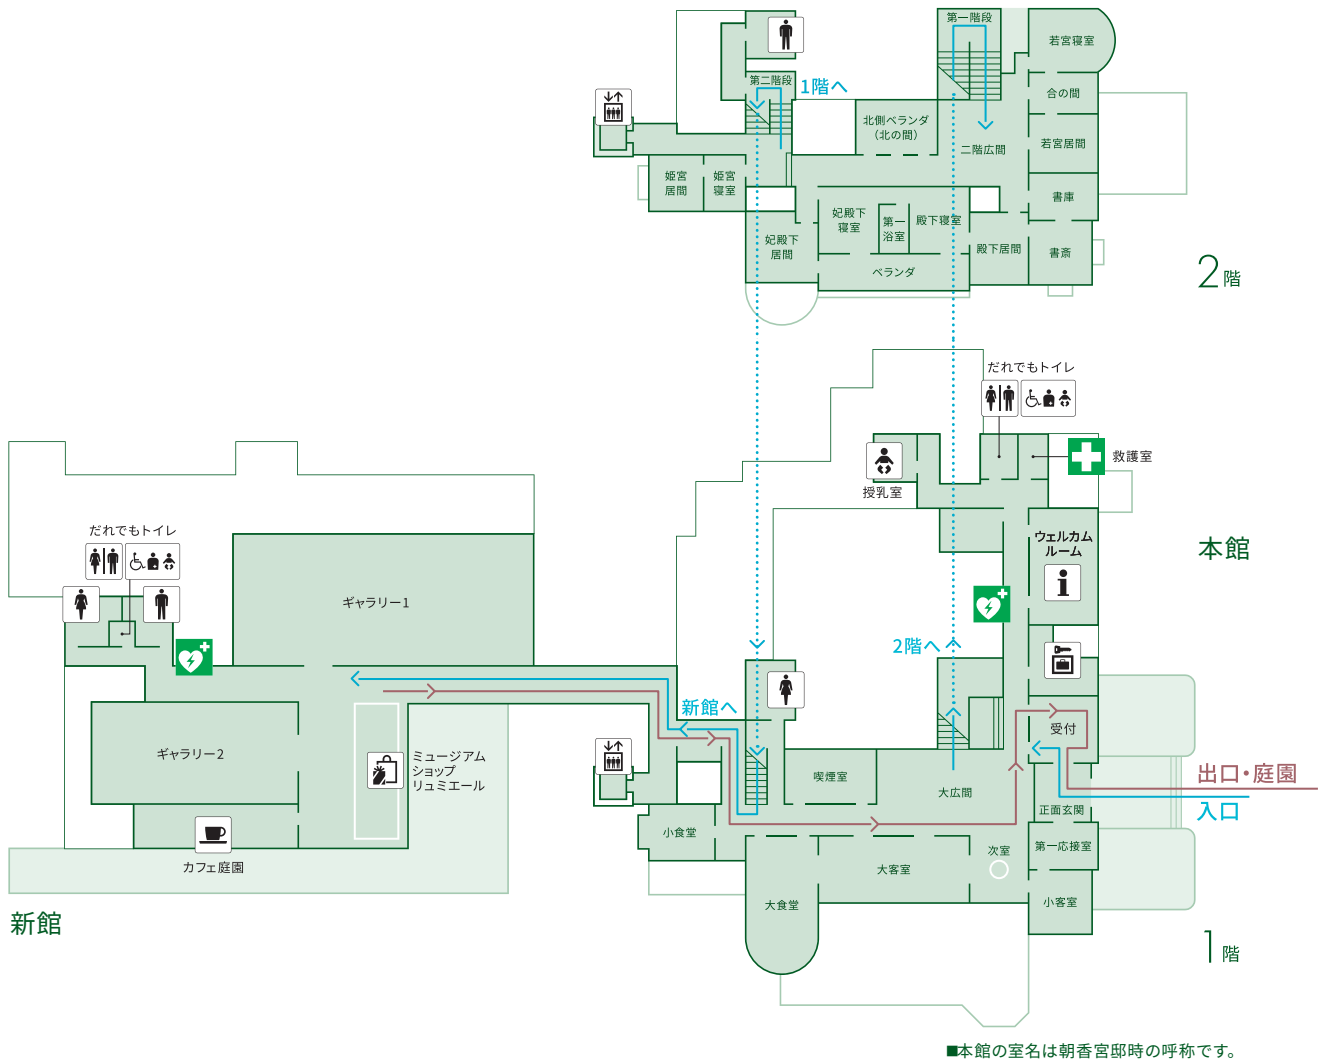 第一階段
若宮寝室
第二階段
1階へ
合の間
北側ベランダ
（北の間）
二階広間
若宮居間
姫宮
居間
姫宮
寝室
書庫
妃殿下
寝室
第一
浴室
殿下寝室
妃殿下
居間
殿下居間
書斎
ベランダ
2階
だれでもトイレ
救護室
授乳室
だれでもトイレ
ウェルカム
ルーム
本館
ギャラリー1
2階へ
新館へ
受付
ギャラリー2
ミュージアム
ショップ
リュミエール
喫煙室
大広間
出口・庭園
入口
正面玄関
小食堂
第一応接室
次室
カフェ庭園
大客室
大食堂
小客室
新館
1階
■本館の室名は朝香宮邸時の呼称です。